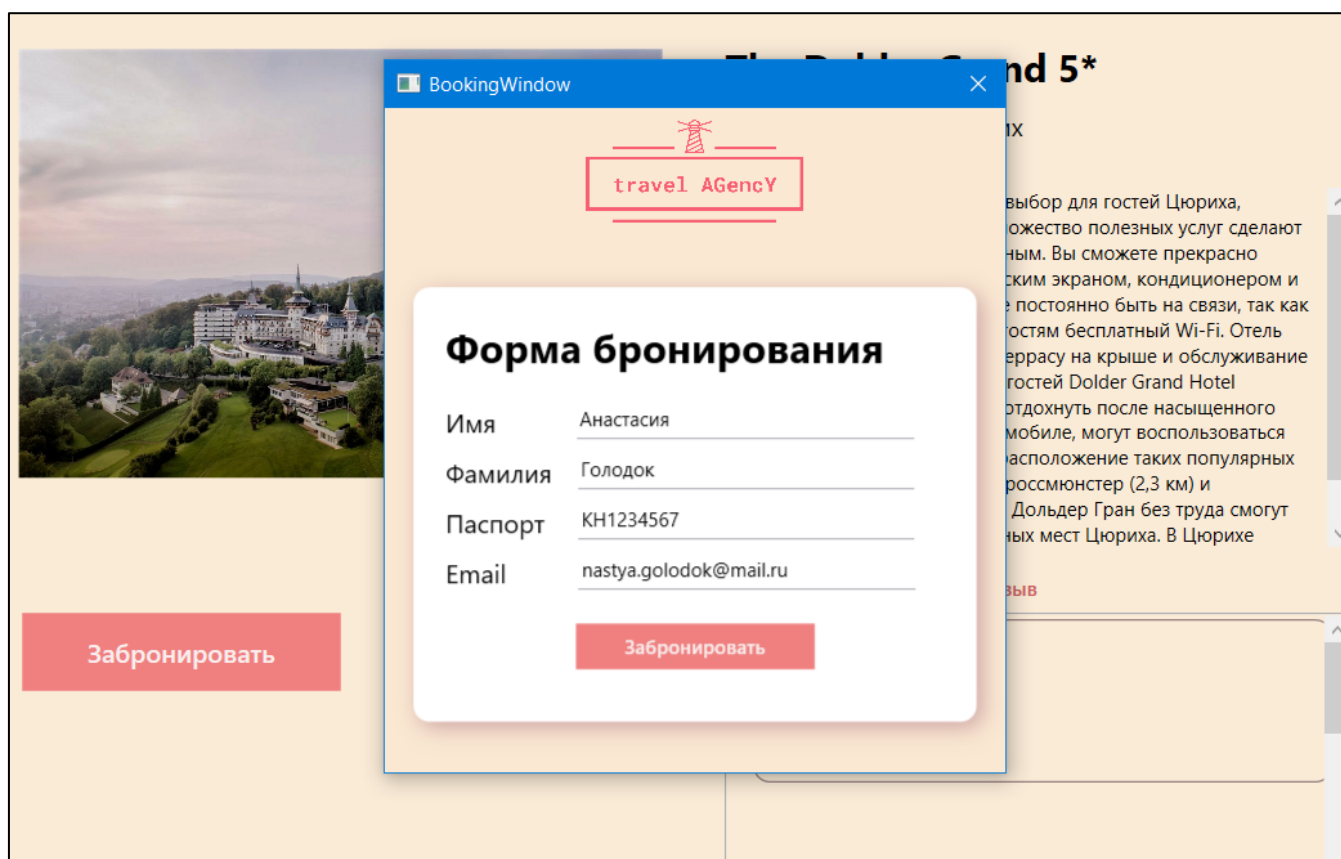 nd 5*
BookingWindow
travel AGencY
их
выбор для гостей Цюриха,
ожество полезных услуг сделают
ным. Вы сможете прекрасно
ским экраном, кондиционером и
постоянно быть на связи, так как
остям бесплатный Wi-Fi. Отель
еррасу на крыше и обслуживание
гостей Dolder Grand Hotel
отдохнуть после насыщенного
мобиле, могут воспользоваться
расположение таких популярных
россмюнстер (2,3 км) и
Дольдер Гран без труда смогут
ных мест Цюриха. В Цюрихе
зыв
Форма бронирования
Имя Анастасия
Фамилия Голодок
Паспорт КН1234567
Email nastya.golodok@mail.ru
Забронировать
Забронировать